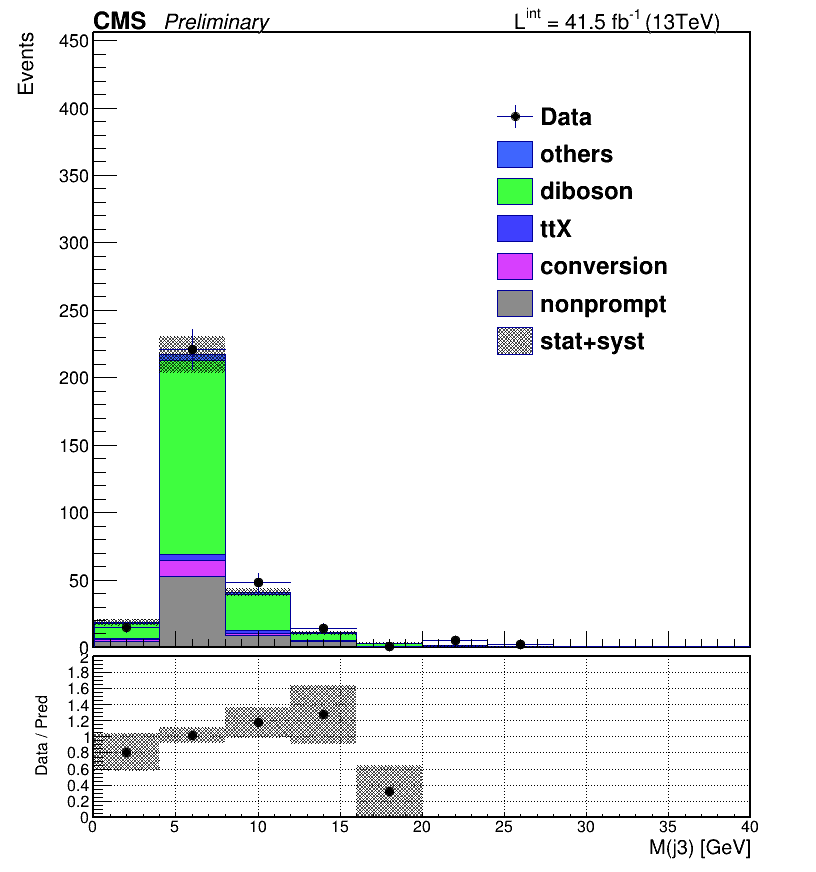 CMS Preliminary L^int = 41.5 fb^-1 (13TeV)
Events
450
400
350
300
250
200
150
100
50
0
Data
others
diboson
ttX
conversion
nonprompt
stat+syst
Data / Pred
2
1.8
1.6
1.4
1.2
1
0.8
0.6
0.4
0.2
0
0 5 10 15 20 25 30 35 40
M(j3) [GeV]